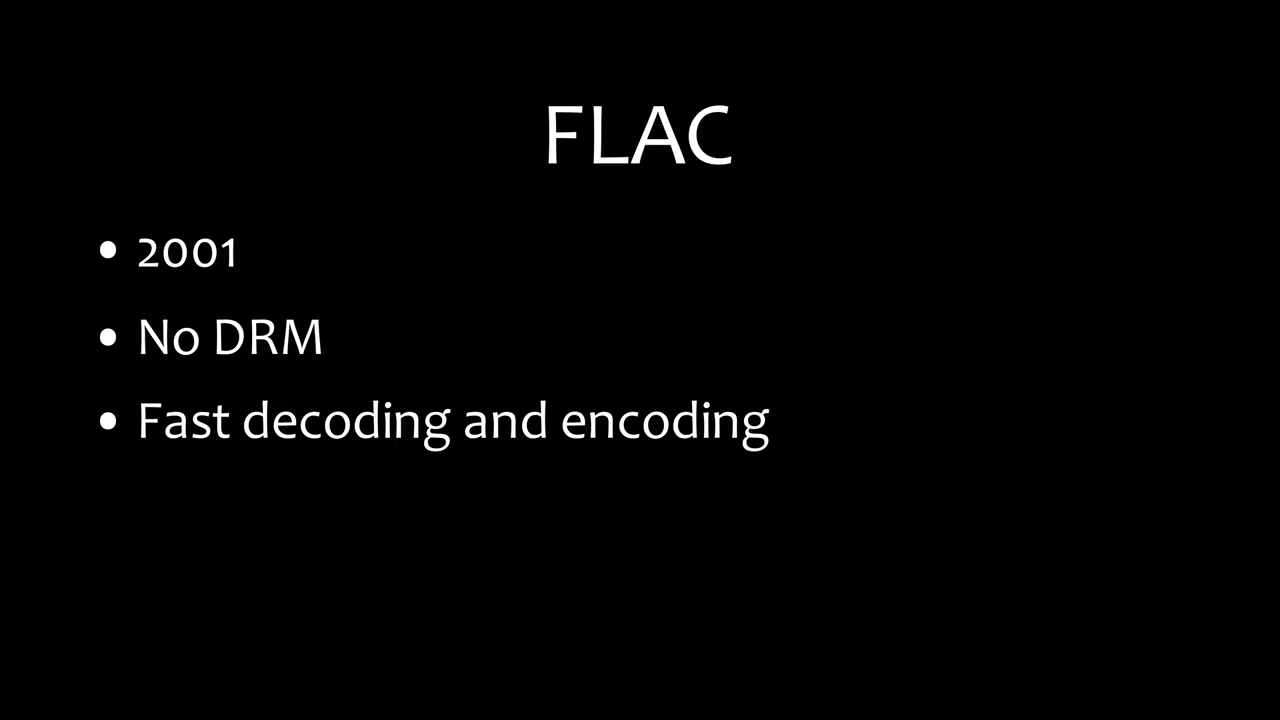 FLAC
• 2001
• No DRM
• Fast decoding and encoding